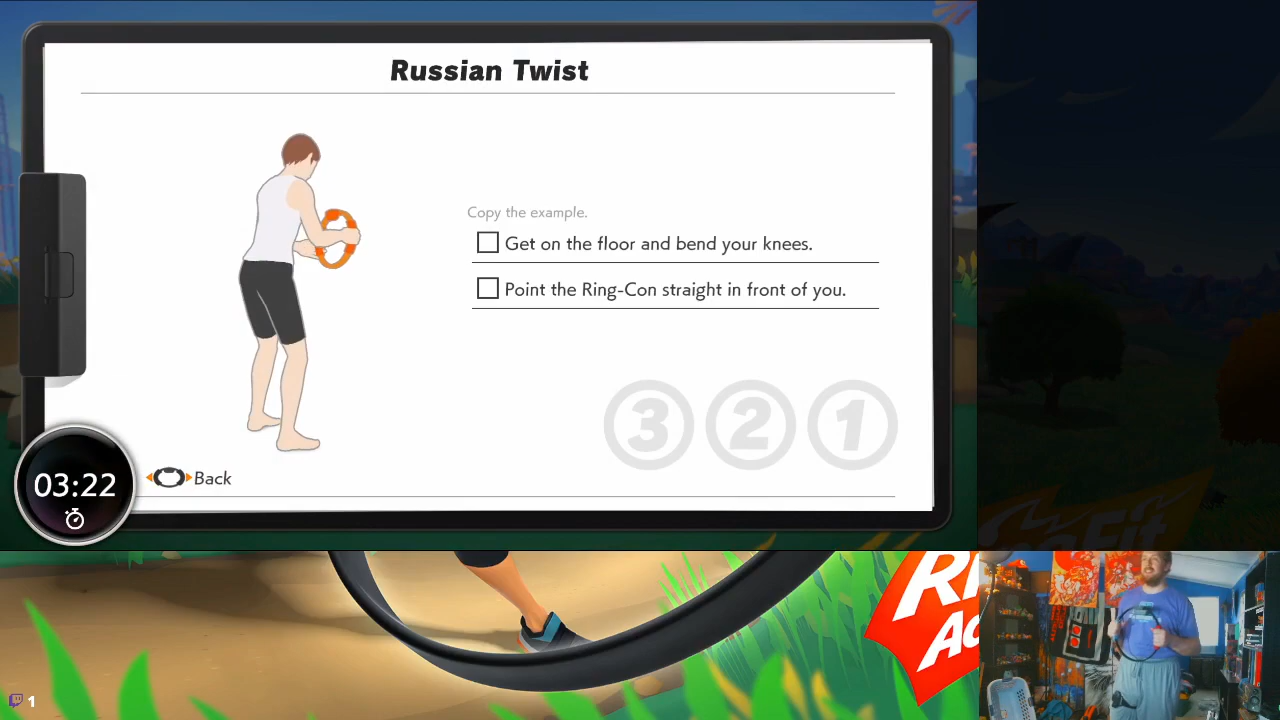 Russian Twist
Copy the example.
Get on the floor and bend your knees.
Point the Ring-Con straight in front of you.
3 2 1
Back
03:22
1